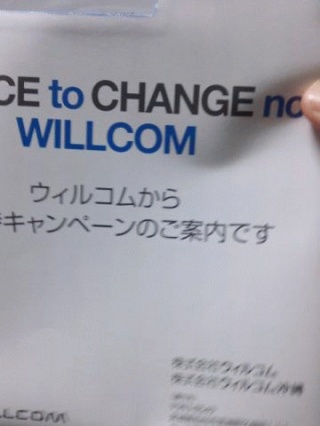 CE to CHANGE no
WILLCOM
ウィルコムから
キャンペーンのご案内です
株式会社ウィルコム
株式会社ウィルコム沖縄
LLCOM